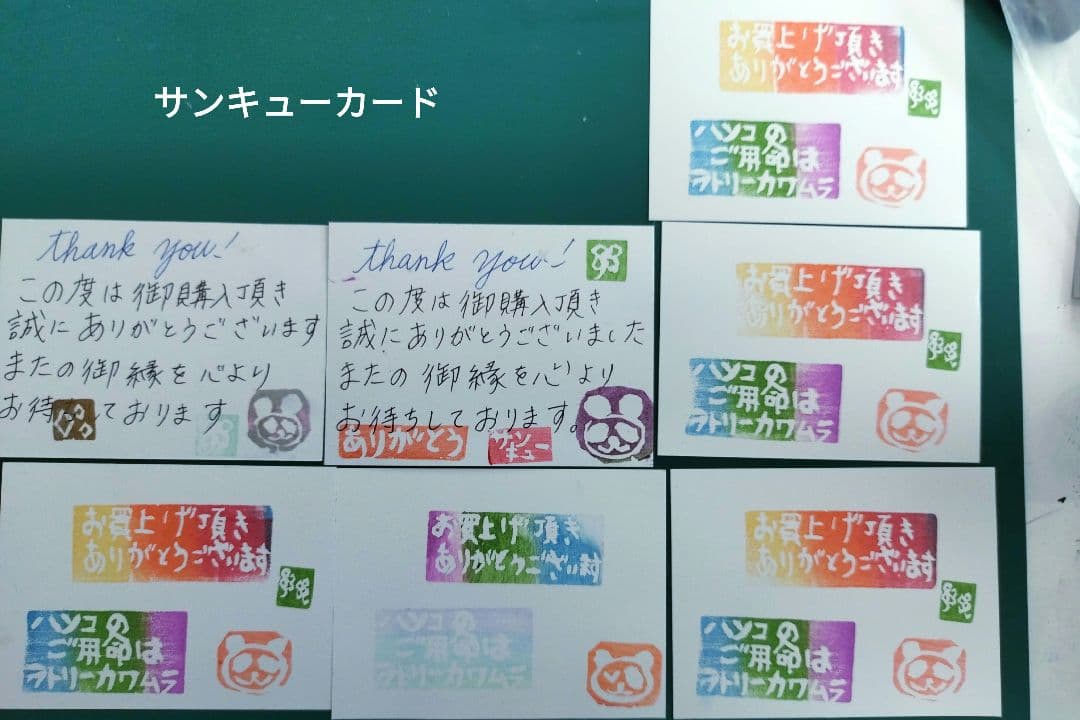 サンキューカード
お買上げ頂き
ありがとうございます
ハンコの
ご用命は
ヲトリーカワムラ
thank you!
この度は御購入頂き
誠にありがとうございます
またの御縁を心より
お待ちしております
thank you!
この度は御購入頂き
誠にありがとうございました
またの御縁を心より
お待ちしております。
ありがとう
サンキュー
お買上げ頂き
ありがとうございます
ハンコの
ご用命は
ヲトリーカワムラ
お買上げ頂き
ありがとうございます
ハンコの
ご用命は
ヲトリーカワムラ
お買上げ頂き
ありがとうございます
ハンコの
ご用命は
ヲトリーカワムラ
お買上げ頂き
ありがとうございます
ハンコの
ご用命は
ヲトリーカワムラ